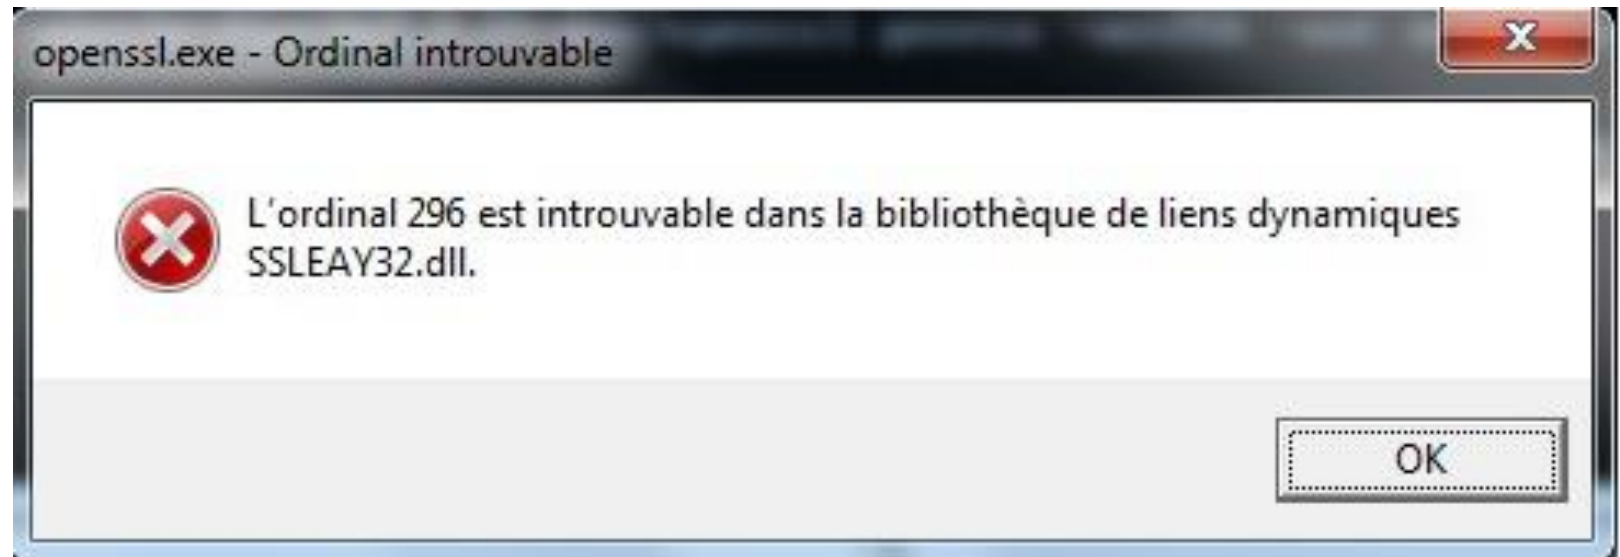 openssl.exe - Ordinal introuvable
L'ordinal 296 est introuvable dans la bibliothèque de liens dynamiques
SSLEAY32.dll.
OK